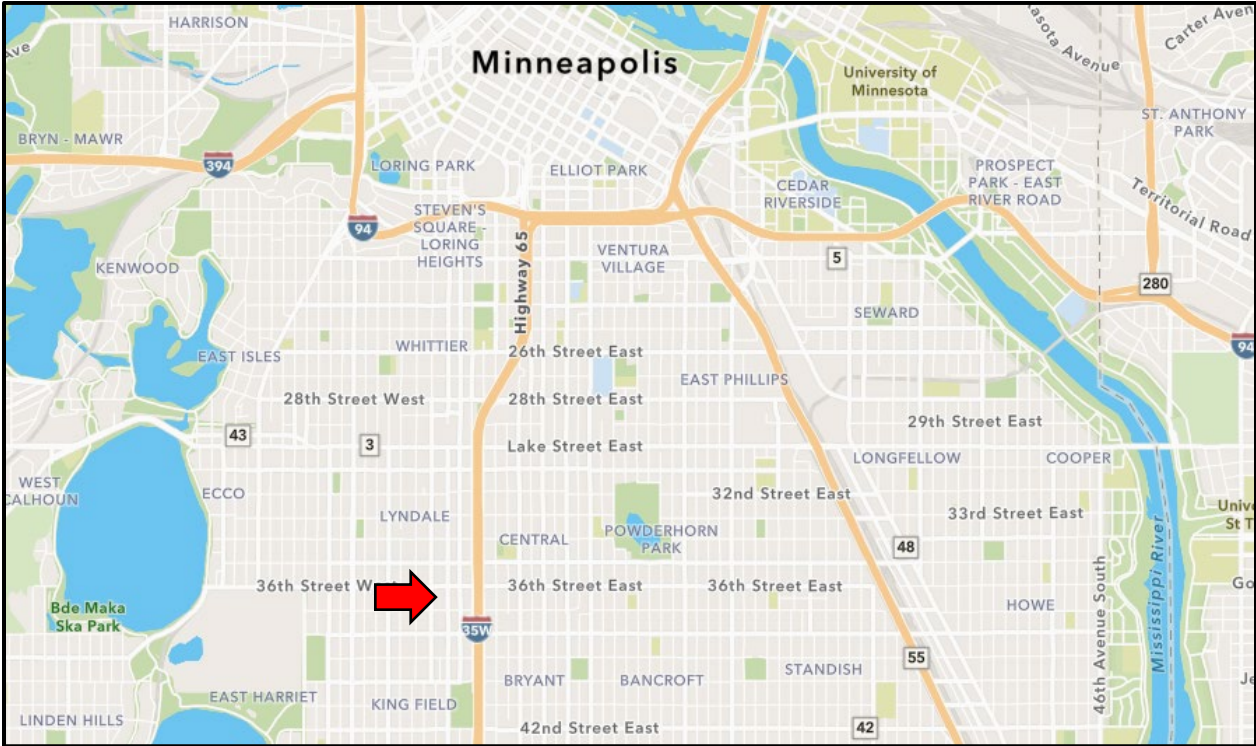 HARRISON
Minneapolis
Carter Aven
Ave
University of
Minnesota
sota Avenue
ST. ANTHONY
PARK
BRYN - MAWR
394
LORING PARK
ELLIOT PARK
CEDAR
RIVERSIDE
PROSPECT
PARK - EAST
RIVER ROAD
Territorial Road
94
STEVEN'S
SQUARE -
LORING
HEIGHTS
Highway 65
VENTURA
VILLAGE
5
KENWOOD
280
SEWARD
94
EAST ISLES
WHITTIER
26th Street East
EAST PHILLIPS
28th Street West
28th Street East
29th Street East
43
3
Lake Street East
LONGFELLOW
COOPER
WEST
CALHOUN
ECCO
32nd Street East
33rd Street East
Unive
St T
LYNDALE
CENTRAL
POWDERHORN
PARK
48
36th Street
36th Street East
36th Street East
Go
Bde Maka
Ska Park
35W
HOWE
46th Avenue South
Mississippi River
55
STANDISH
BRYANT
BANCROFT
Je
EAST HARRIET
KING FIELD
LINDEN HILLS
42nd Street East
42